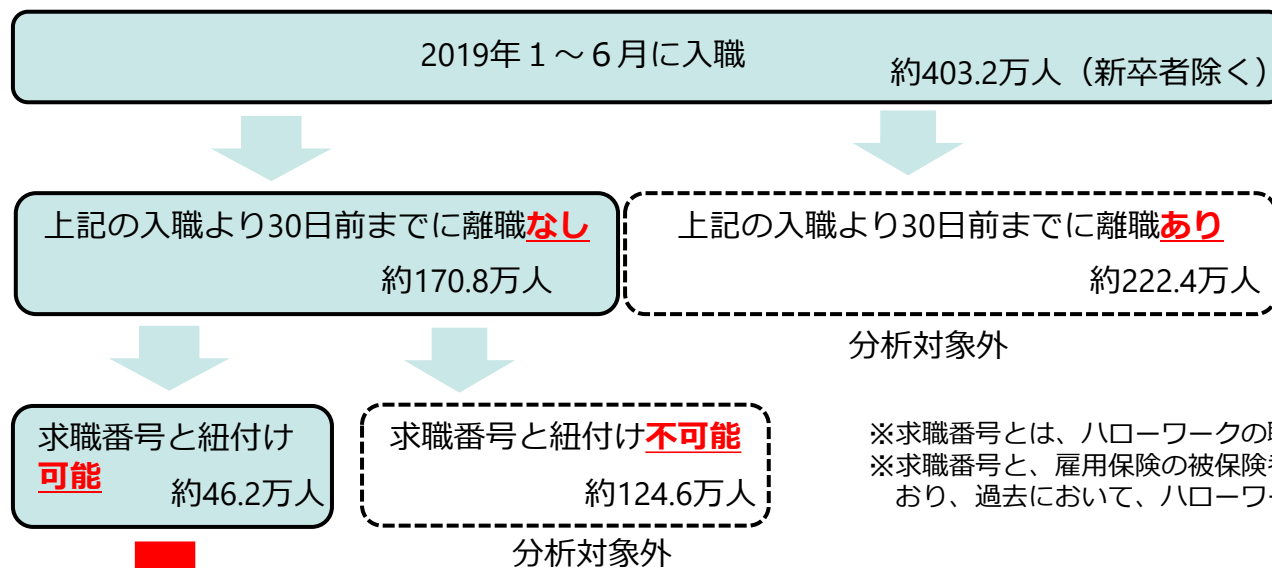 2019年１～６月に入職
約403.2万人（新卒者除く）
上記の入職より30日前までに離職なし
約170.8万人
上記の入職より30日前までに離職あり
約222.4万人
分析対象外
求職番号と紐付け
可能
約46.2万人
求職番号と紐付け不可能
約124.6万人
分析対象外
※求職番号とは、ハローワークの
※求職番号と、雇用保険の被保険
おり、過去において、ハローワ